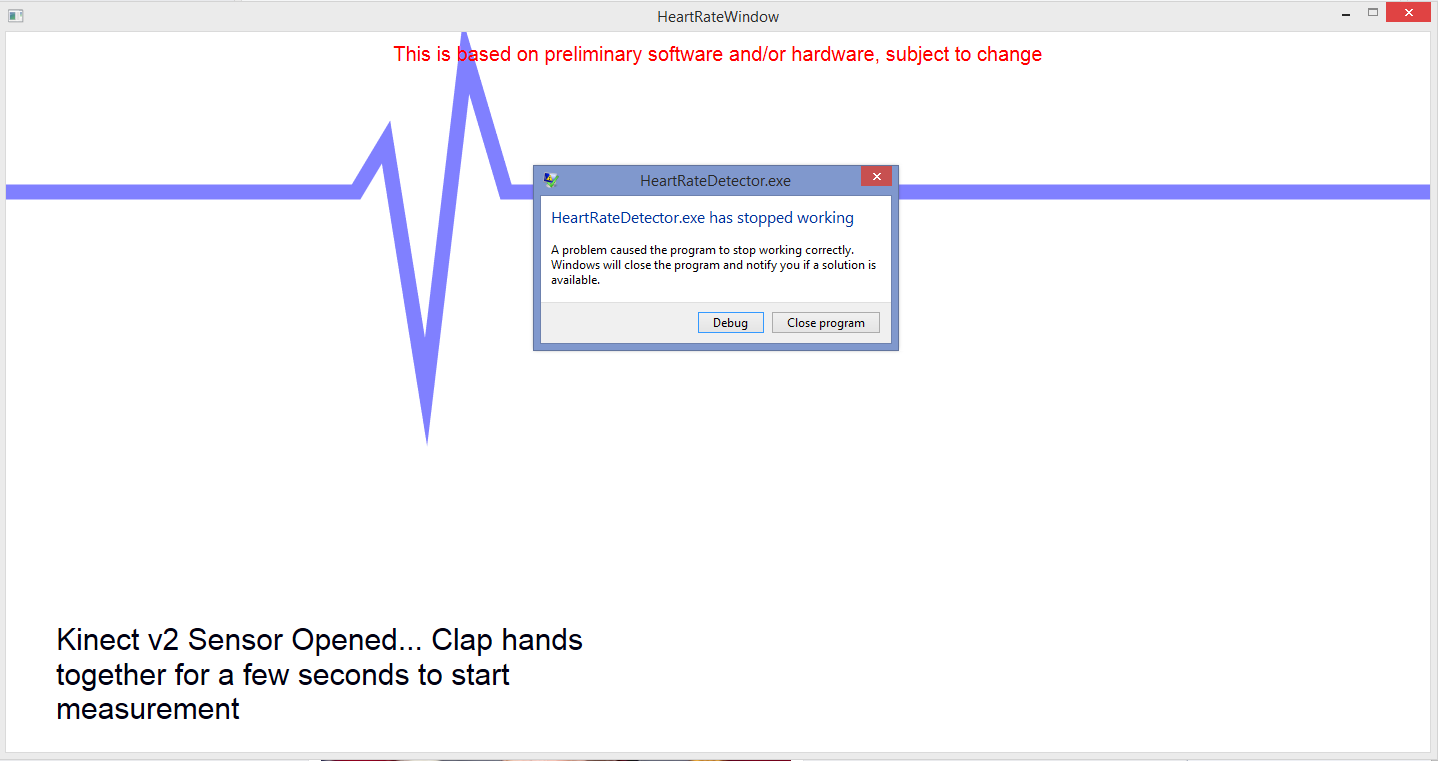 HeartRateWindow
This is based on preliminary software and/or hardware, subject to change
HeartRateDetector.exe
HeartRateDetector.exe has stopped working
A problem caused the program to stop working correctly.
Windows will close the program and notify you if a solution is
available.
Debug
Close program
Kinect v2 Sensor Opened... Clap hands
together for a few seconds to start
measurement